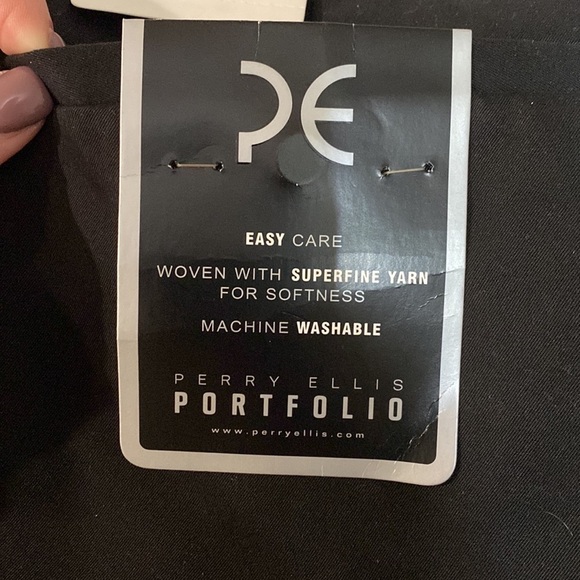 PE
EASY CARE
WOVEN WITH SUPERFINE YARN
FOR SOFTNESS
MACHINE WASHABLE
PERRY ELLIS
PORTFOLIO
www.perryellis.com